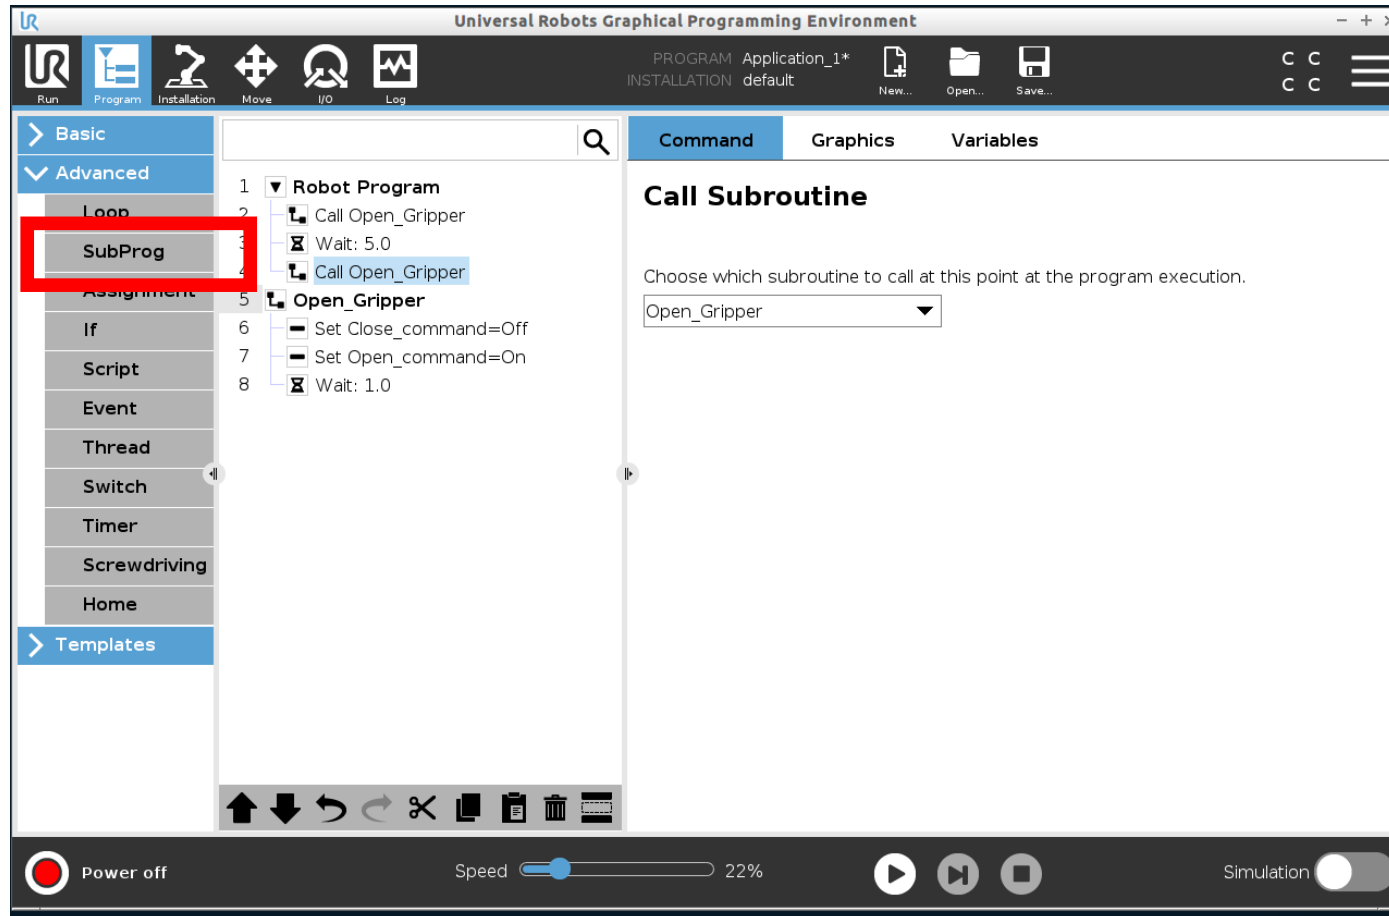 Universal Robots Graphical Programming Environment
Run
Program
Installation
Move
I/O
Log
PROGRAM Application_1*
INSTALLATION default
New...
Open...
Save...
C C
C C
Basic
Advanced
Loop
SubProg
Assignment
If
Script
Event
Thread
Switch
Timer
Screwdriving
Home
Templates
1 Robot Program
2 Call Open_Gripper
3 Wait: 5.0
4 Call Open_Gripper
5 Open_Gripper
6 Set Close_command=Off
7 Set Open_command=On
8 Wait: 1.0
Command Graphics Variables
Call Subroutine
Choose which subroutine to call at this point at the program execution.
Open_Gripper
Power off
Speed 22%
Simulation